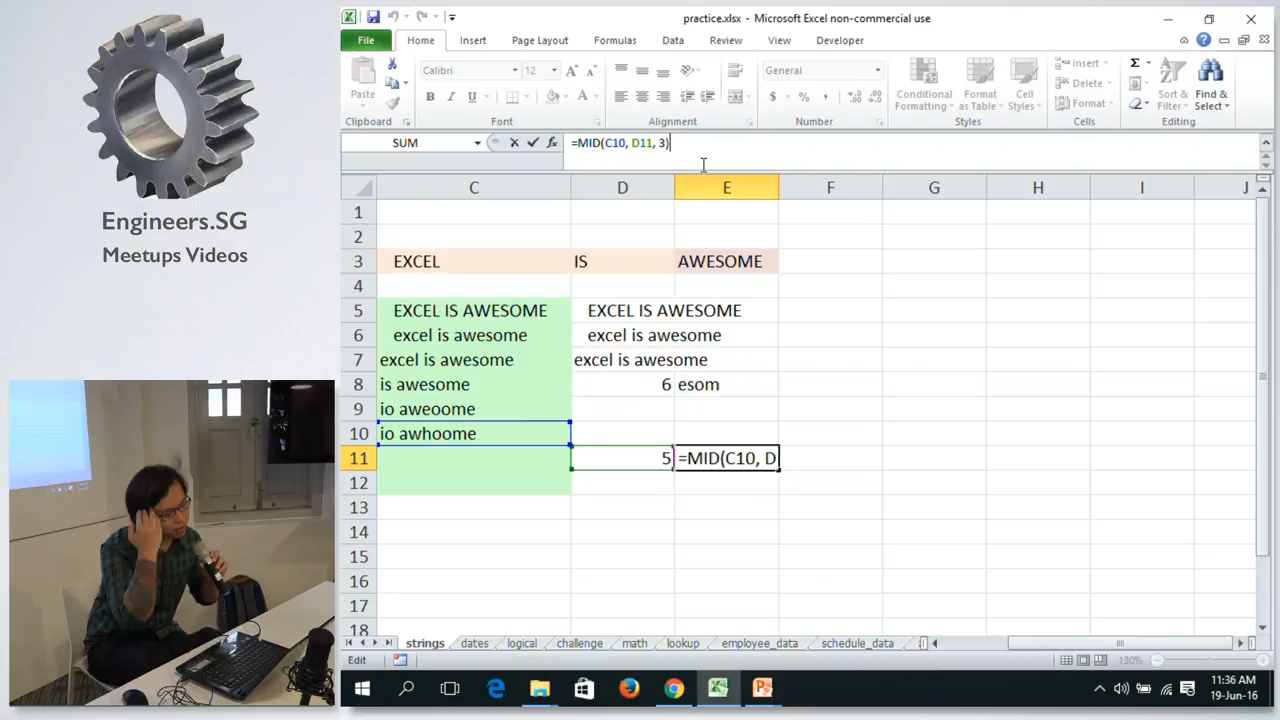 Engineers.SG
Meetups Videos
practice.xlsx - Microsoft Excel non-commercial use
File Home Insert Page Layout Formulas Data Review View Developer
Paste
Clipboard
Calibri 12
B I U
Font
Alignment
General
$ % ,
Number
Conditional Formatting
Format as Table
Cell Styles
Styles
Insert
Delete
Format
Cells
Sort & Filter
Find & Select
Editing
SUM fx =MID(C10, D11, 3)
C D E F G H I J
1
2
3 EXCEL IS AWESOME
4
5 EXCEL IS AWESOME EXCEL IS AWESOME
6 excel is awesome excel is awesome
7 excel is awesome excel is awesome
8 is awesome 6 esom
9 io aweoome
10 io awhoome
11 5 =MID(C10, D
12
13
14
15
16
17
18
strings dates logical challenge math lookup employee_data schedule_data
Edit 130%
11:36 AM
19-Jun-16